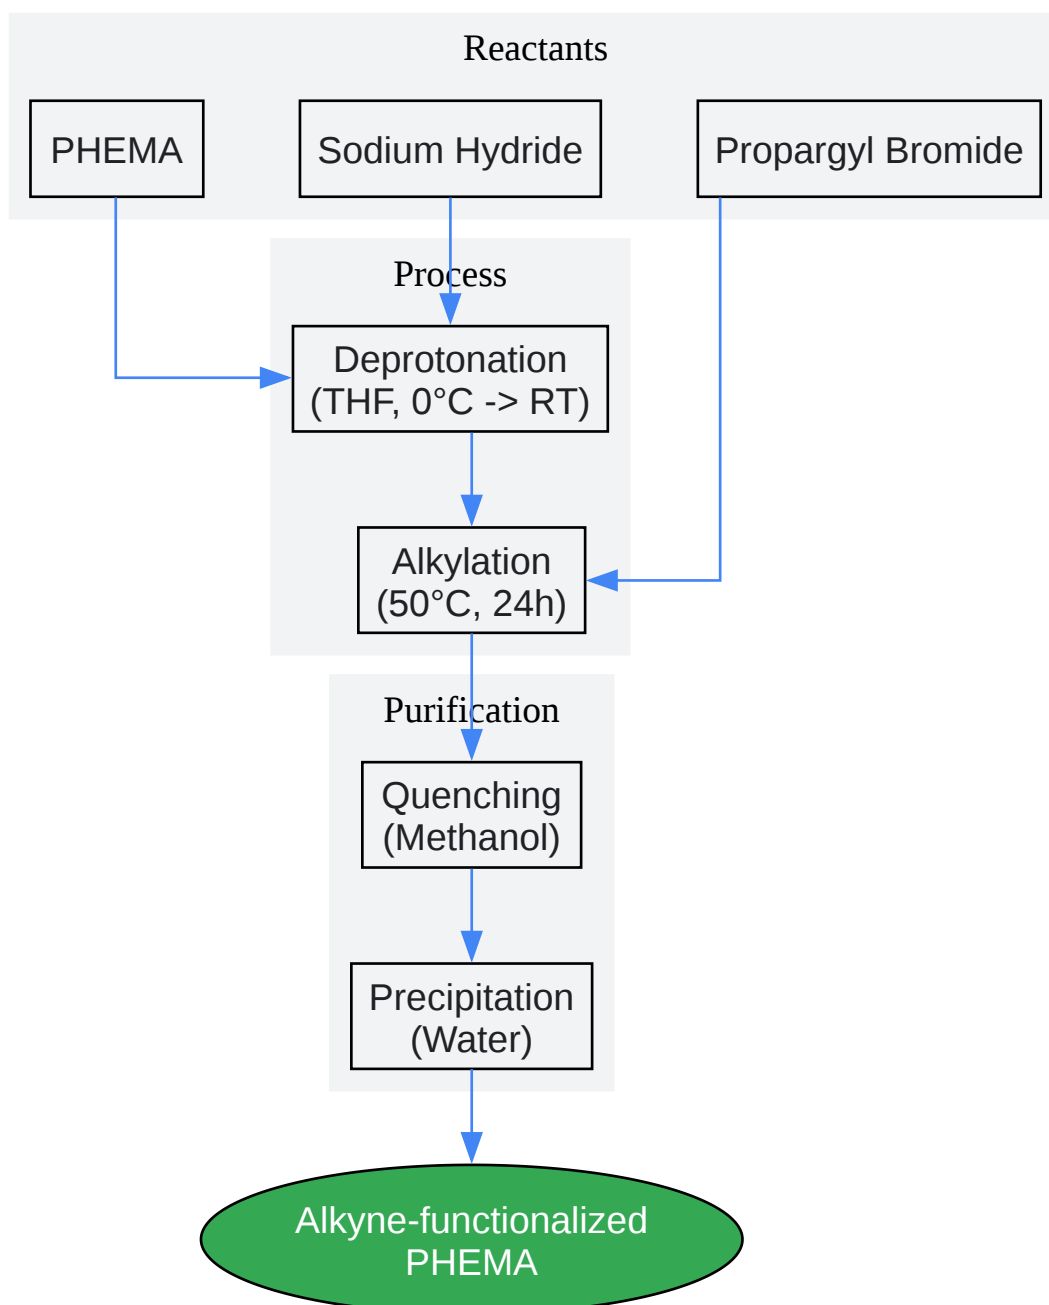 Reactants
PHEMA
Sodium Hydride
Propargyl Bromide
Process
Deprotonation
(THF, 0°C -> RT)
Alkylation
(50°C, 24h)
Purification
Quenching
(Methanol)
Precipitation
(Water)
Alkyne-functionalized
PHEMA